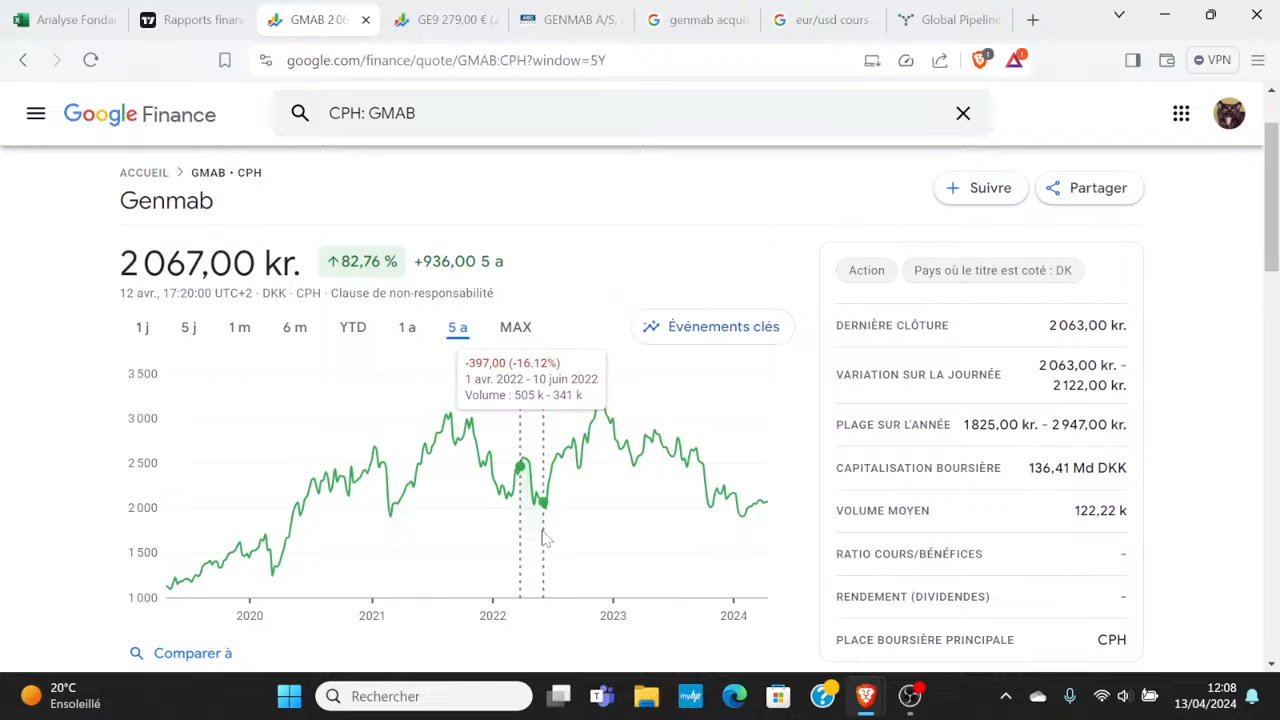 Analyse Fondar
Rapports finan
GMAB 2 06
GE9 279,00 € (
GENMAB A/S,
genmab acquis
eur/usd cours
Global Pipeline
google.com/finance/quote/GMAB:CPH?window=5Y
1
1
VPN
Google Finance
CPH: GMAB
ACCUEIL
GMAB • CPH
Genmab
Suivre
Partager
2 067,00 kr.
82,76 %
+936,00 5 a
12 avr., 17:20:00 UTC+2 · DKK · CPH · Clause de non-responsabilité
1 j
5 j
1 m
6 m
YTD
1 a
5 a
MAX
Événements clés
-397,00 (-16.12%)
1 avr. 2022 - 10 juin 2022
Volume : 505 k - 341 k
3 500
3 000
2 500
2 000
1 500
1 000
2020
2021
2022
2023
2024
Comparer à
Action
Pays où le titre est coté : DK
DERNIÈRE CLÔTURE
2 063,00 kr.
VARIATION SUR LA JOURNÉE
2 063,00 kr. -
2 122,00 kr.
PLAGE SUR L'ANNÉE
1 825,00 kr. - 2 947,00 kr.
CAPITALISATION BOURSIÈRE
136,41 Md DKK
VOLUME MOYEN
122,22 k
RATIO COURS/BÉNÉFICES
-
RENDEMENT (DIVIDENDES)
-
PLACE BOURSIÈRE PRINCIPALE
CPH
20°C
Ensoleillé
Rechercher
12:08
13/04/2024